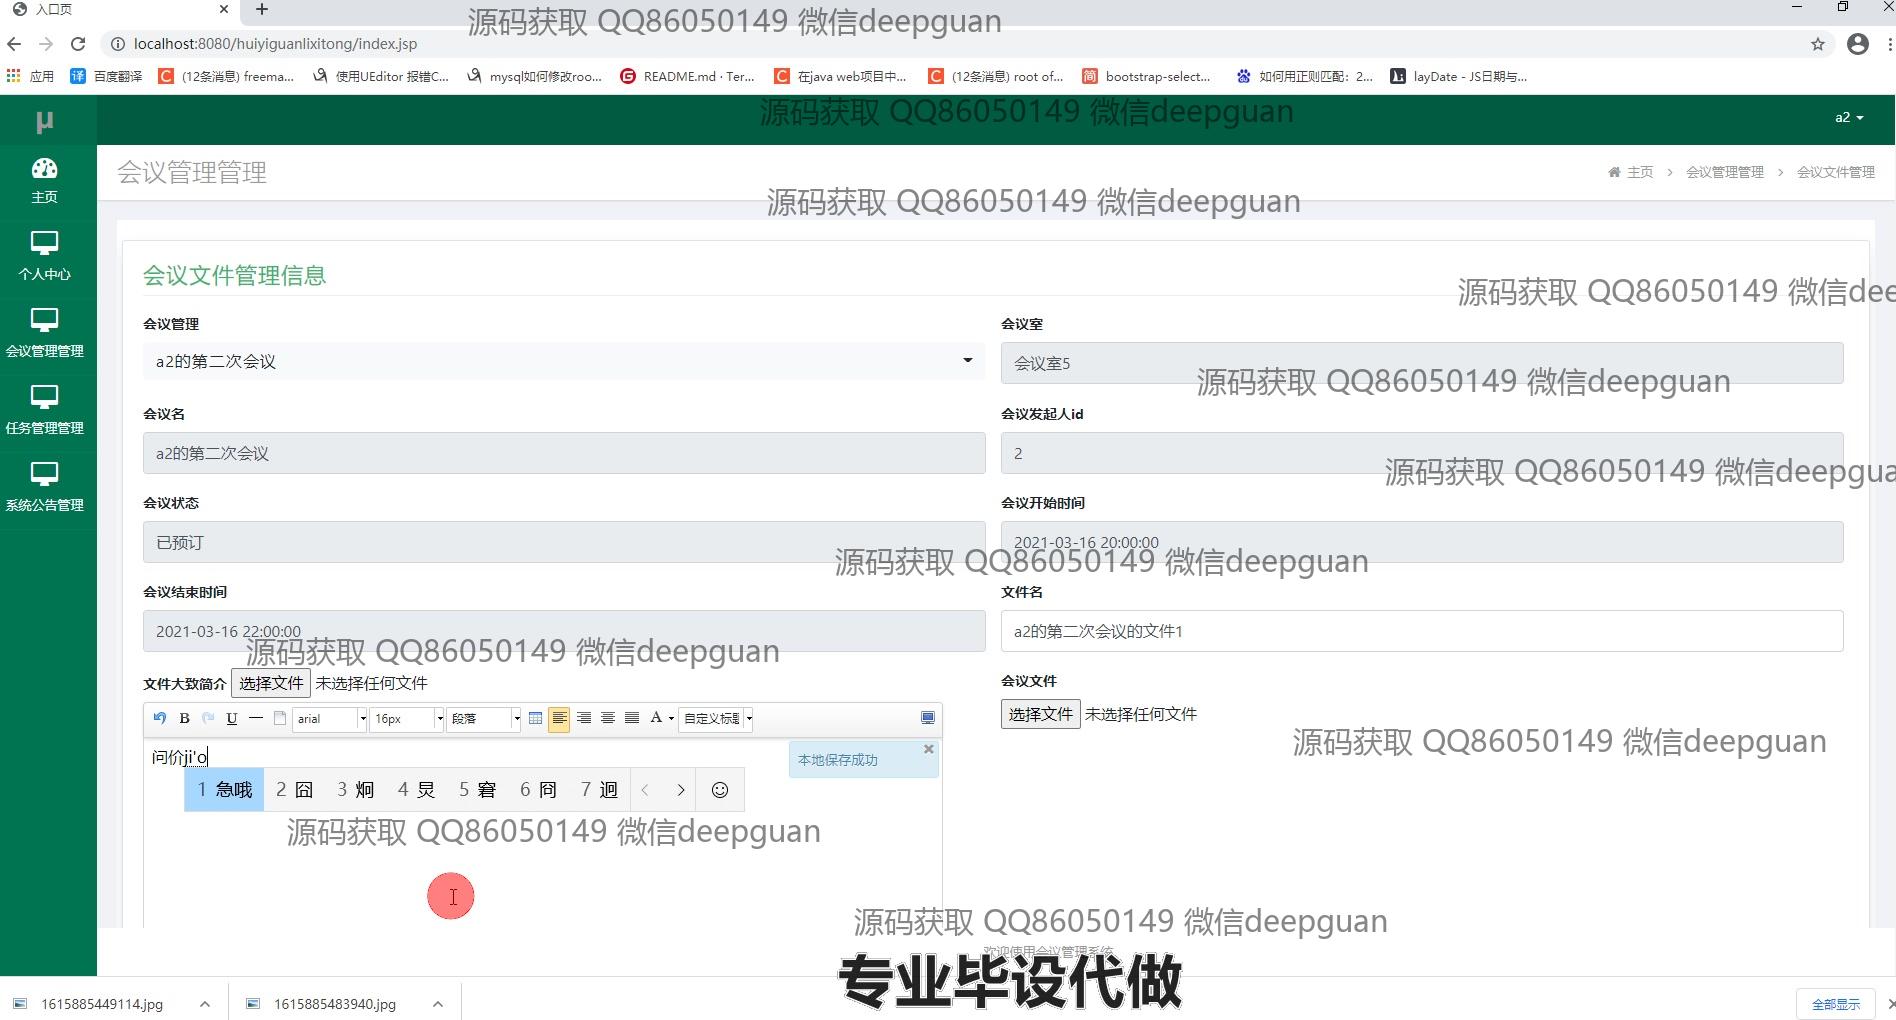 入口页
源码获取 QQ86050149 微信deepguan
localhost:8080/huiyiguanlixitong/index.jsp
应用 百度翻译 (12条消息) freema... 使用UEditor 报错C... mysql如何修改roo... README.md · Ter... 在java web项目中... (12条消息) root of... bootstrap-select... 如何用正则匹配：2... layDate - JS日期与...
源码获取 QQ86050149 微信deepguan
μ
a2
主页
个人中心
会议管理管理
任务管理管理
系统公告管理
会议管理管理
主页 > 会议管理管理 > 会议文件管理
源码获取 QQ86050149 微信deepguan
会议文件管理信息
源码获取 QQ86050149 微信dee
会议管理
a2的第二次会议
会议室
会议室5
源码获取 QQ86050149 微信deepguan
会议名
a2的第二次会议
会议发起人id
2
源码获取 QQ86050149 微信deepgua
会议状态
已预订
会议开始时间
2021-03-16 20:00:00
源码获取 QQ86050149 微信deepguan
会议结束时间
2021-03-16 22:00:00
文件名
a2的第二次会议的文件1
源码获取 QQ86050149 微信deepguan
文件大致简介 选择文件 未选择任何文件
会议文件
选择文件 未选择任何文件
B U arial 16px 段落 A 自定义标题
源码获取 QQ86050149 微信deepguan
问价ji'o
本地保存成功
1 急哦 2 囧 3 炯 4 炅 5 窘 6 冏 7 迥
源码获取 QQ86050149 微信deepguan
源码获取 QQ86050149 微信deepguan
欢迎使用会议管理系统
专业毕设代做
1615885449114.jpg
1615885483940.jpg
全部显示